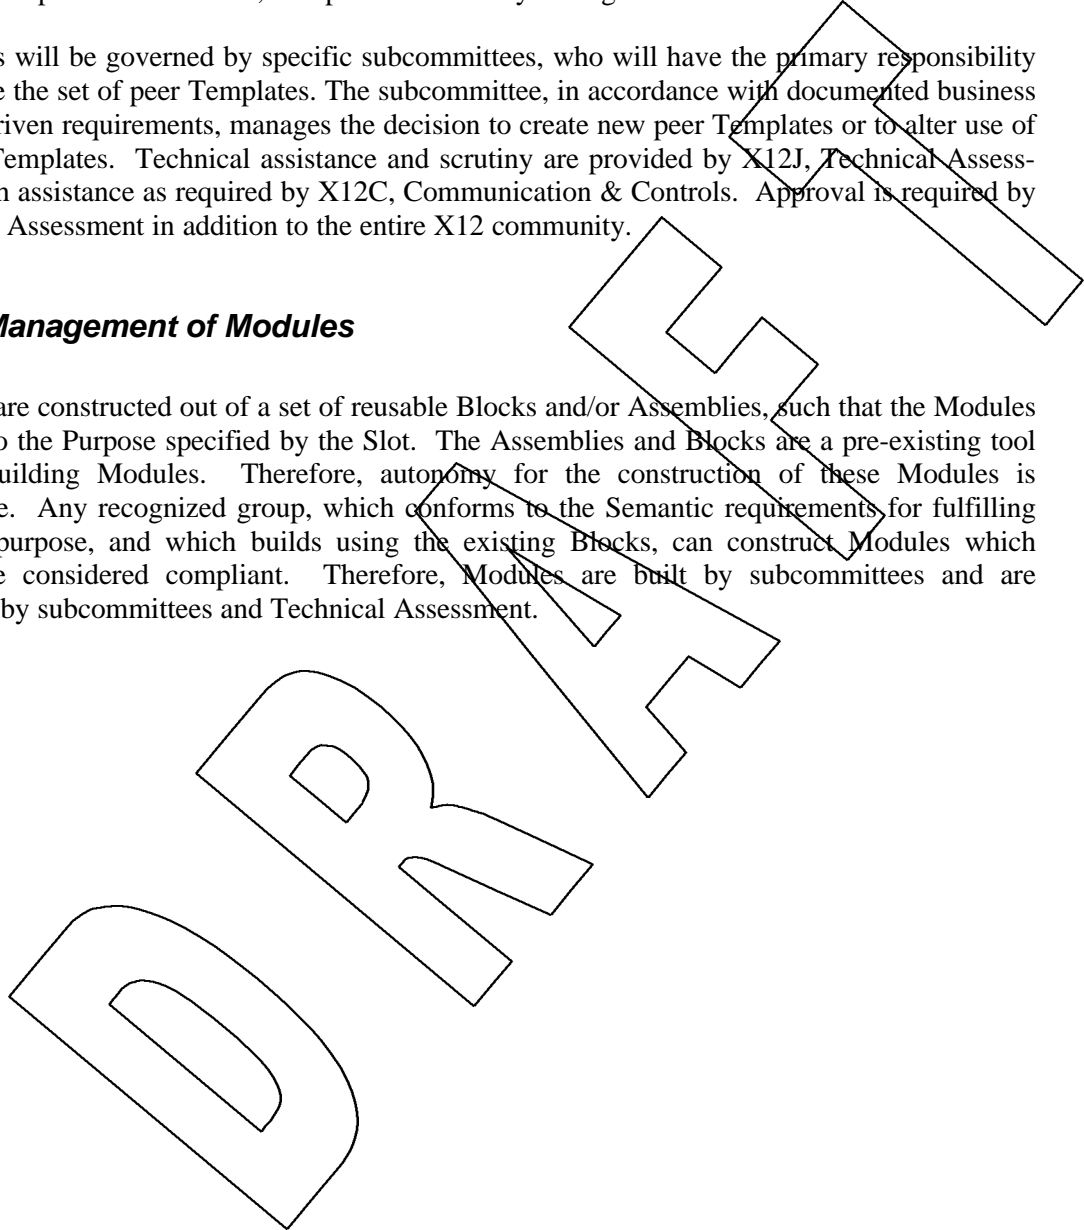 s will be governed by specific subcommittees, who will have the primary responsibility
e the set of peer Templates. The subcommittee, in accordance with documented business
riven requirements, manages the decision to create new peer Templates or to alter use of
Templates. Technical assistance and scrutiny are provided by X12J, Technical Assess-
n assistance as required by X12C, Communication & Controls. Approval is required by
Assessment in addition to the entire X12 community.
Management of Modules
are constructed out of a set of reusable Blocks and/or Assemblies, such that the Modules
o the Purpose specified by the Slot. The Assemblies and Blocks are a pre-existing tool
uilding Modules. Therefore, autonomy for the construction of these Modules is
e. Any recognized group, which conforms to the Semantic requirements for fulfilling
purpose, and which builds using the existing Blocks, can construct Modules which
e considered compliant. Therefore, Modules are built by subcommittees and are
by subcommittees and Technical Assessment.
DRAFT